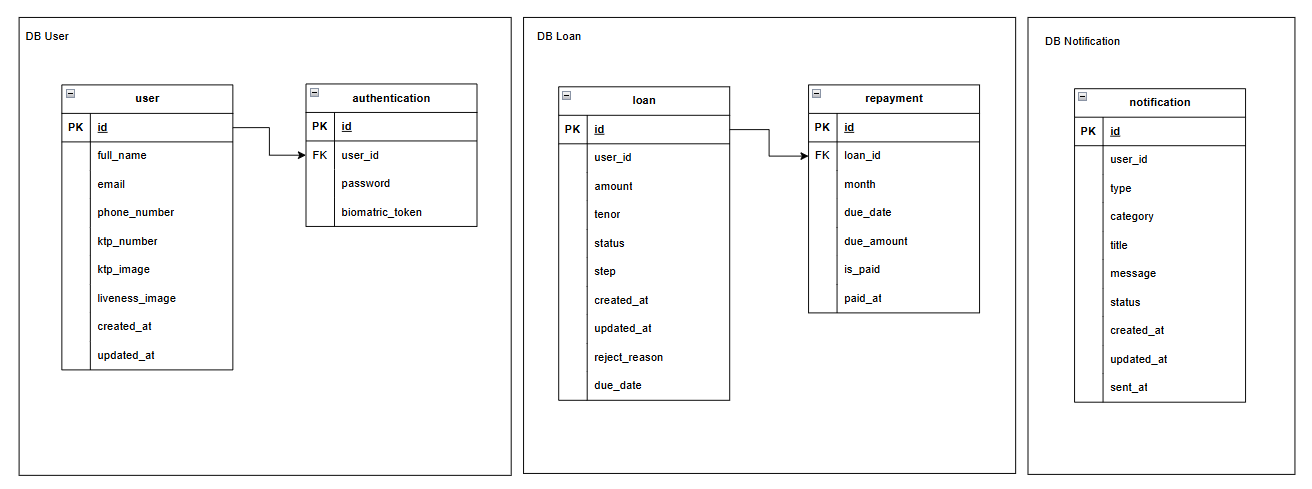 DB User
user
PK id
full_name
email
phone_number
ktp_number
ktp_image
liveness_image
created_at
updated_at
authentication
PK id
FK user_id
password
biomatric_token
DB Loan
loan
PK id
user_id
amount
tenor
status
step
created_at
updated_at
reject_reason
due_date
repayment
PK id
FK loan_id
month
due_date
due_amount
is_paid
paid_at
DB Notification
notification
PK id
user_id
type
category
title
message
status
created_at
updated_at
sent_at